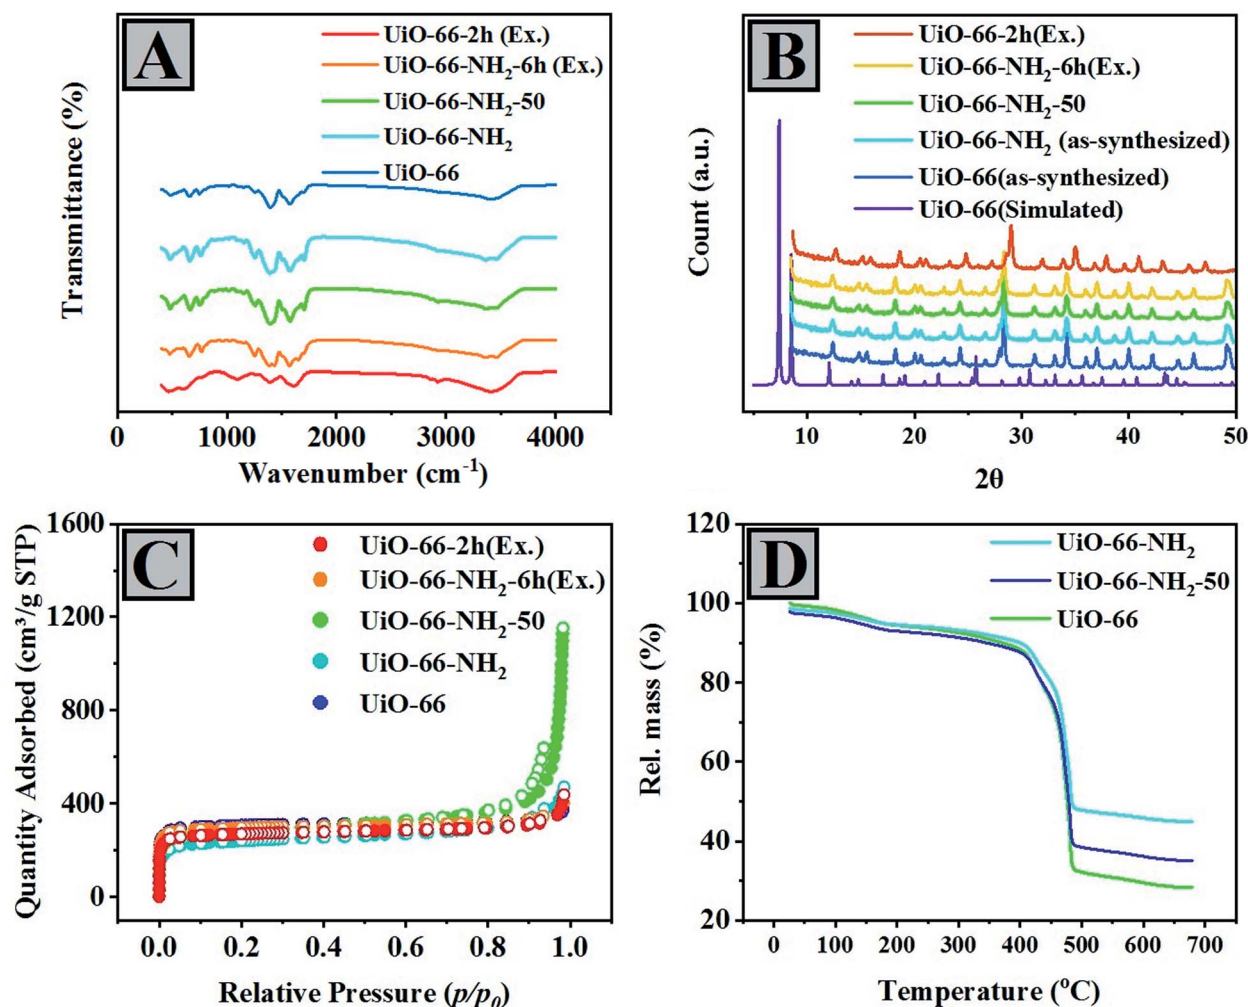 A
UiO-66-2h (Ex.)
UiO-66-NH₂-6h (Ex.)
UiO-66-NH₂-50
UiO-66-NH₂
UiO-66
Transmittance (%)
0 1000 2000 3000 4000
Wavenumber (cm⁻¹)
B
UiO-66-2h(Ex.)
UiO-66-NH₂-6h(Ex.)
UiO-66-NH₂-50
UiO-66-NH₂ (as-synthesized)
UiO-66(as-synthesized)
UiO-66(Simulated)
Count (a.u.)
10 20 30 40 50
2θ
C
UiO-66-2h(Ex.)
UiO-66-NH₂-6h(Ex.)
UiO-66-NH₂-50
UiO-66-NH₂
UiO-66
Quantity Adsorbed (cm³/g STP)
1600
1200
800
400
0
0.0 0.2 0.4 0.6 0.8 1.0
Relative Pressure (p/p₀)
D
UiO-66-NH₂
UiO-66-NH₂-50
UiO-66
Rel. mass (%)
120
100
80
60
40
20
0 100 200 300 400 500 600 700
Temperature (°C)